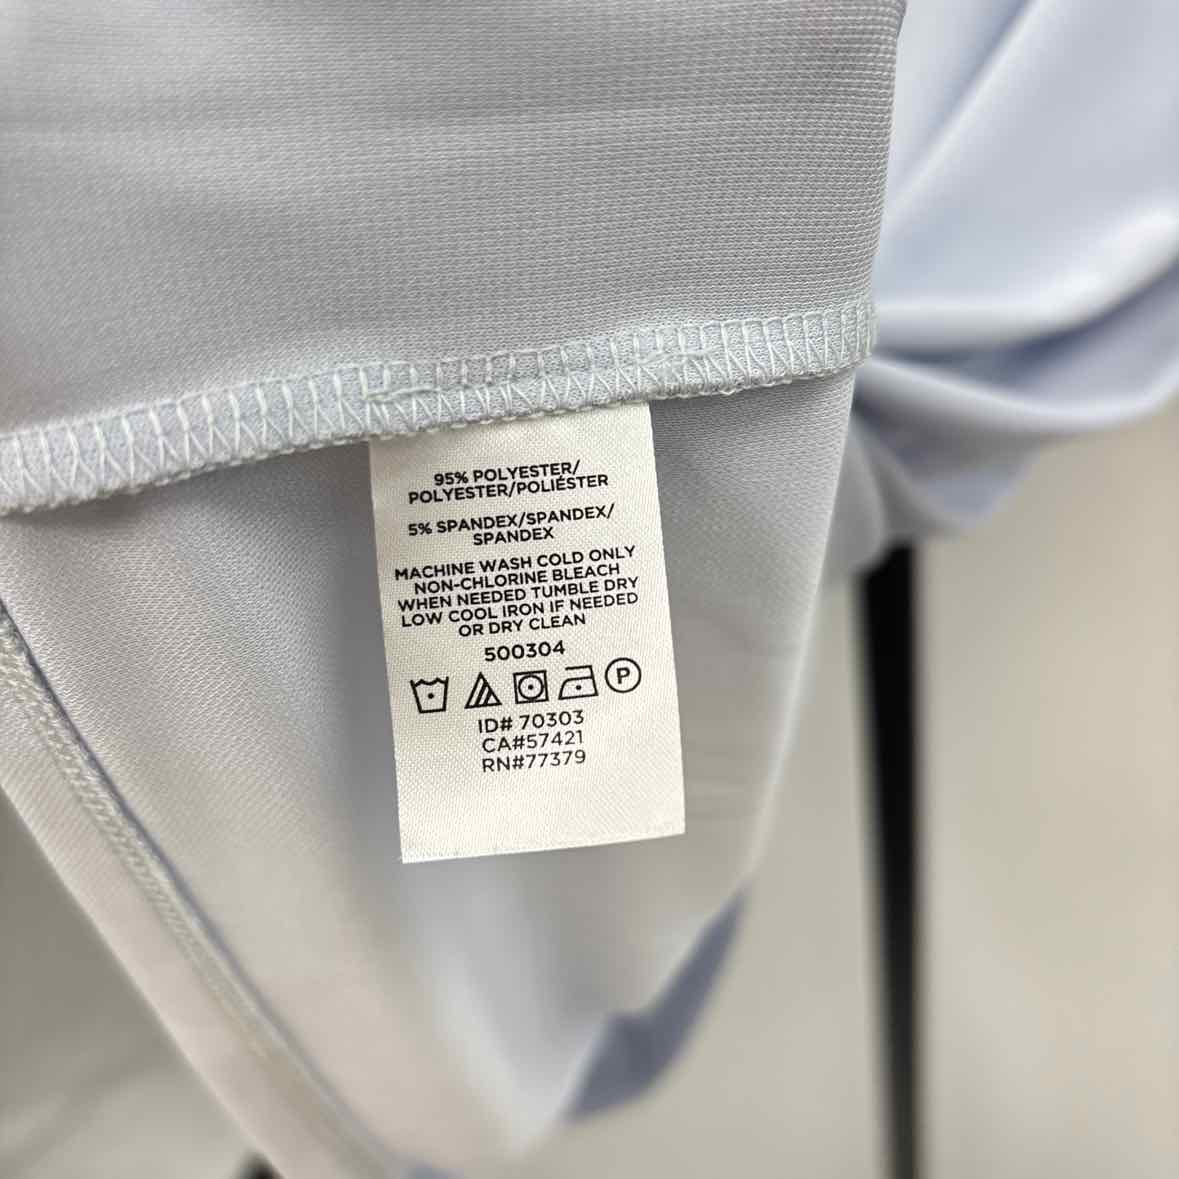 95% POLYESTER/
POLYESTER/POLIÉSTER
5% SPANDEX/SPANDEX/
SPANDEX
MACHINE WASH COLD ONLY
NON-CHLORINE BLEACH
WHEN NEEDED TUMBLE DRY
LOW COOL IRON IF NEEDED
OR DRY CLEAN
500304
P
ID# 70303
CA#57421
RN#77379